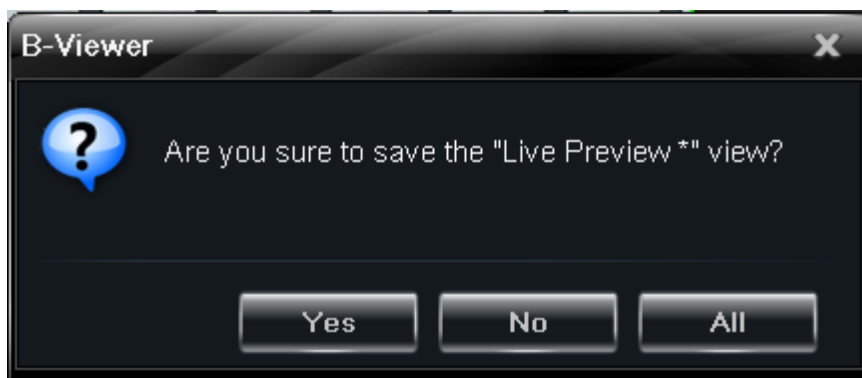 B-Viewer
Are you sure to save the "Live Preview *" view?
Yes No All